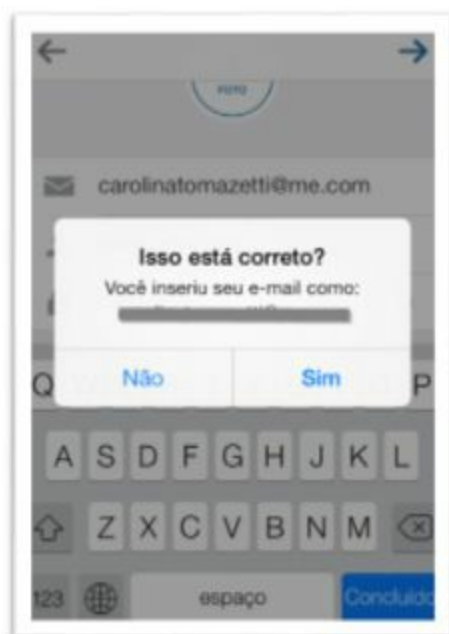 FOTO
carolinatomazetti@me.com
Isso está correto?
Você inseriu seu e-mail como:
Não
Sim
Q
P
A S D F G H J K L
Z X C V B N M
123
espaço
Concluído